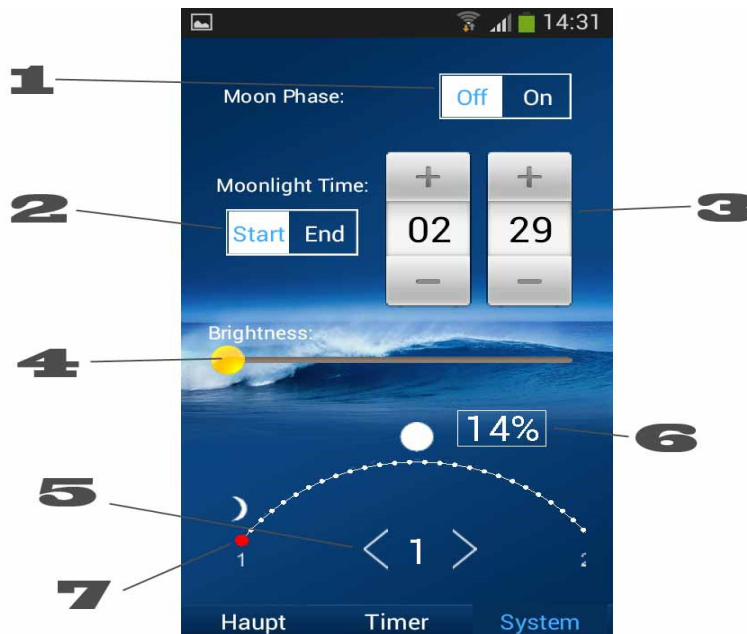 14:31
1
Moon Phase:
Off On
Moonlight Time:
2
Start End
02 29
3
Brightness:
4
14%
6
5
1
1
2
7
Haupt Timer System